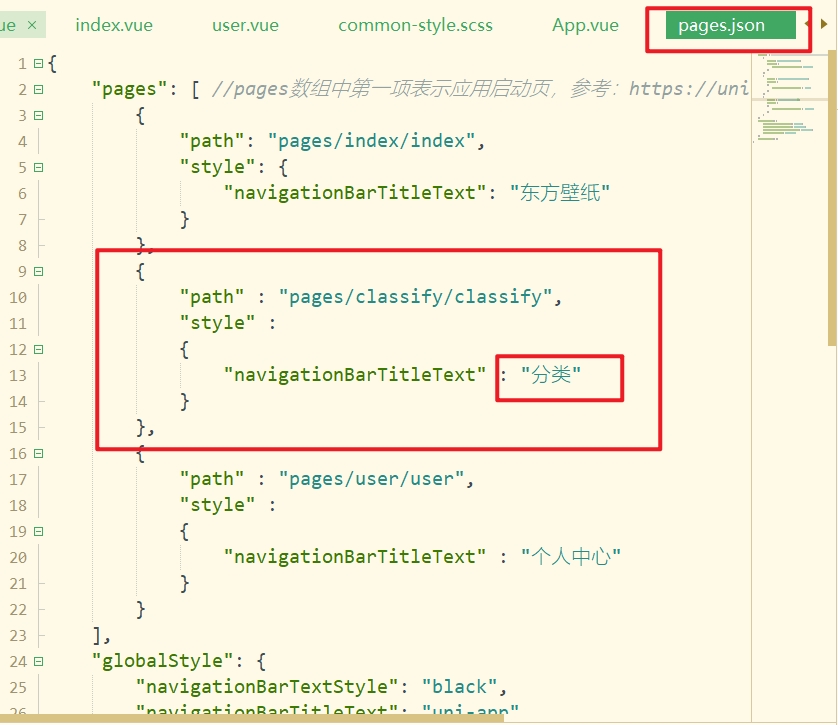 ue × index.vue user.vue common-style.scss App.vue pages.json
1 {
2 "pages": [ //pages数组中第一项表示应用启动页，参考：https://uni
3 {
4 "path": "pages/index/index",
5 "style": {
6 "navigationBarTitleText": "东方壁纸"
7 }
8 },
9 {
10 "path" : "pages/classify/classify",
11 "style" :
12 {
13 "navigationBarTitleText" : "分类"
14 }
15 },
16 {
17 "path" : "pages/user/user",
18 "style" :
19 {
20 "navigationBarTitleText" : "个人中心"
21 }
22 }
23 ],
24 "globalStyle": {
25 "navigationBarTextStyle": "black",
26 "navigationBarTitleText": "uni-app"